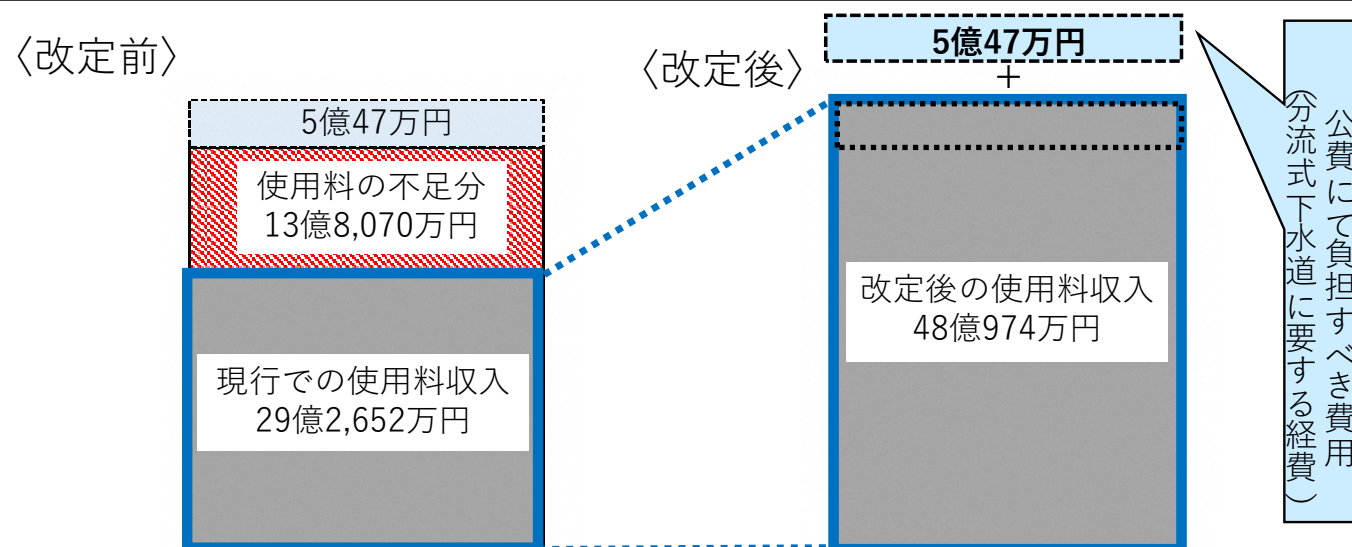 〈改定前〉
5億47万円
使用料の不足分
13億8,070万円
現行での使用料収入
29億2,652万円
〈改定後〉
5億47万円
+
改定後の使用料収入
48億974万円
公費にて負担すべき費用
(分流式下水道に要する経費)